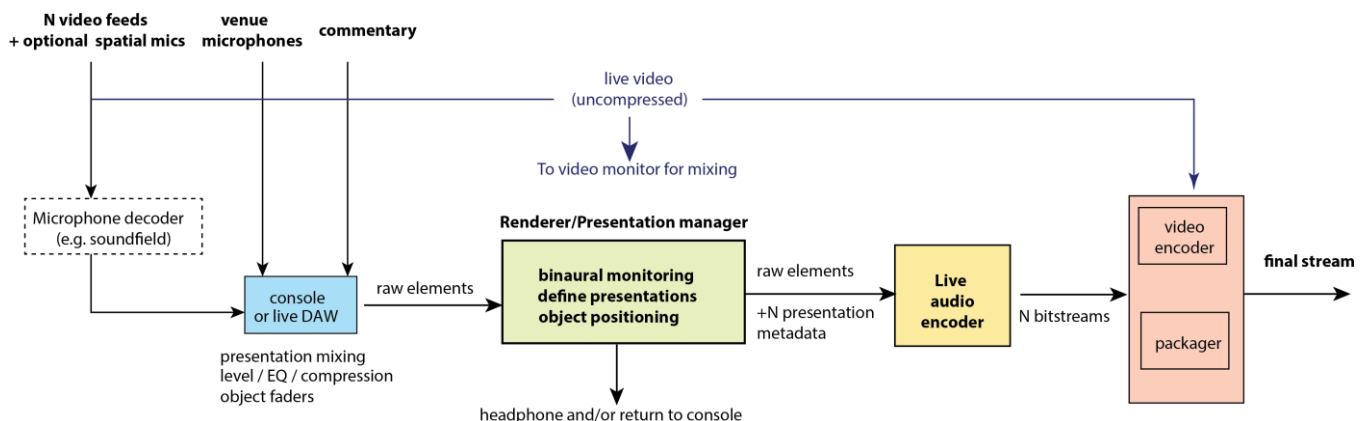 N video feeds
+ optional spatial mics
venue
microphones
commentary
live video
(uncompressed)
To video monitor for mixing
Microphone decoder
(e.g. soundfield)
Renderer/Presentation manager
console
or live DAW
raw elements
binaural monitoring
define presentations
object positioning
raw elements
+N presentation
metadata
Live
audio
encoder
N bitstreams
video
encoder
packager
final stream
presentation mixing
level / EQ / compression
object faders
headphone and/or return to console